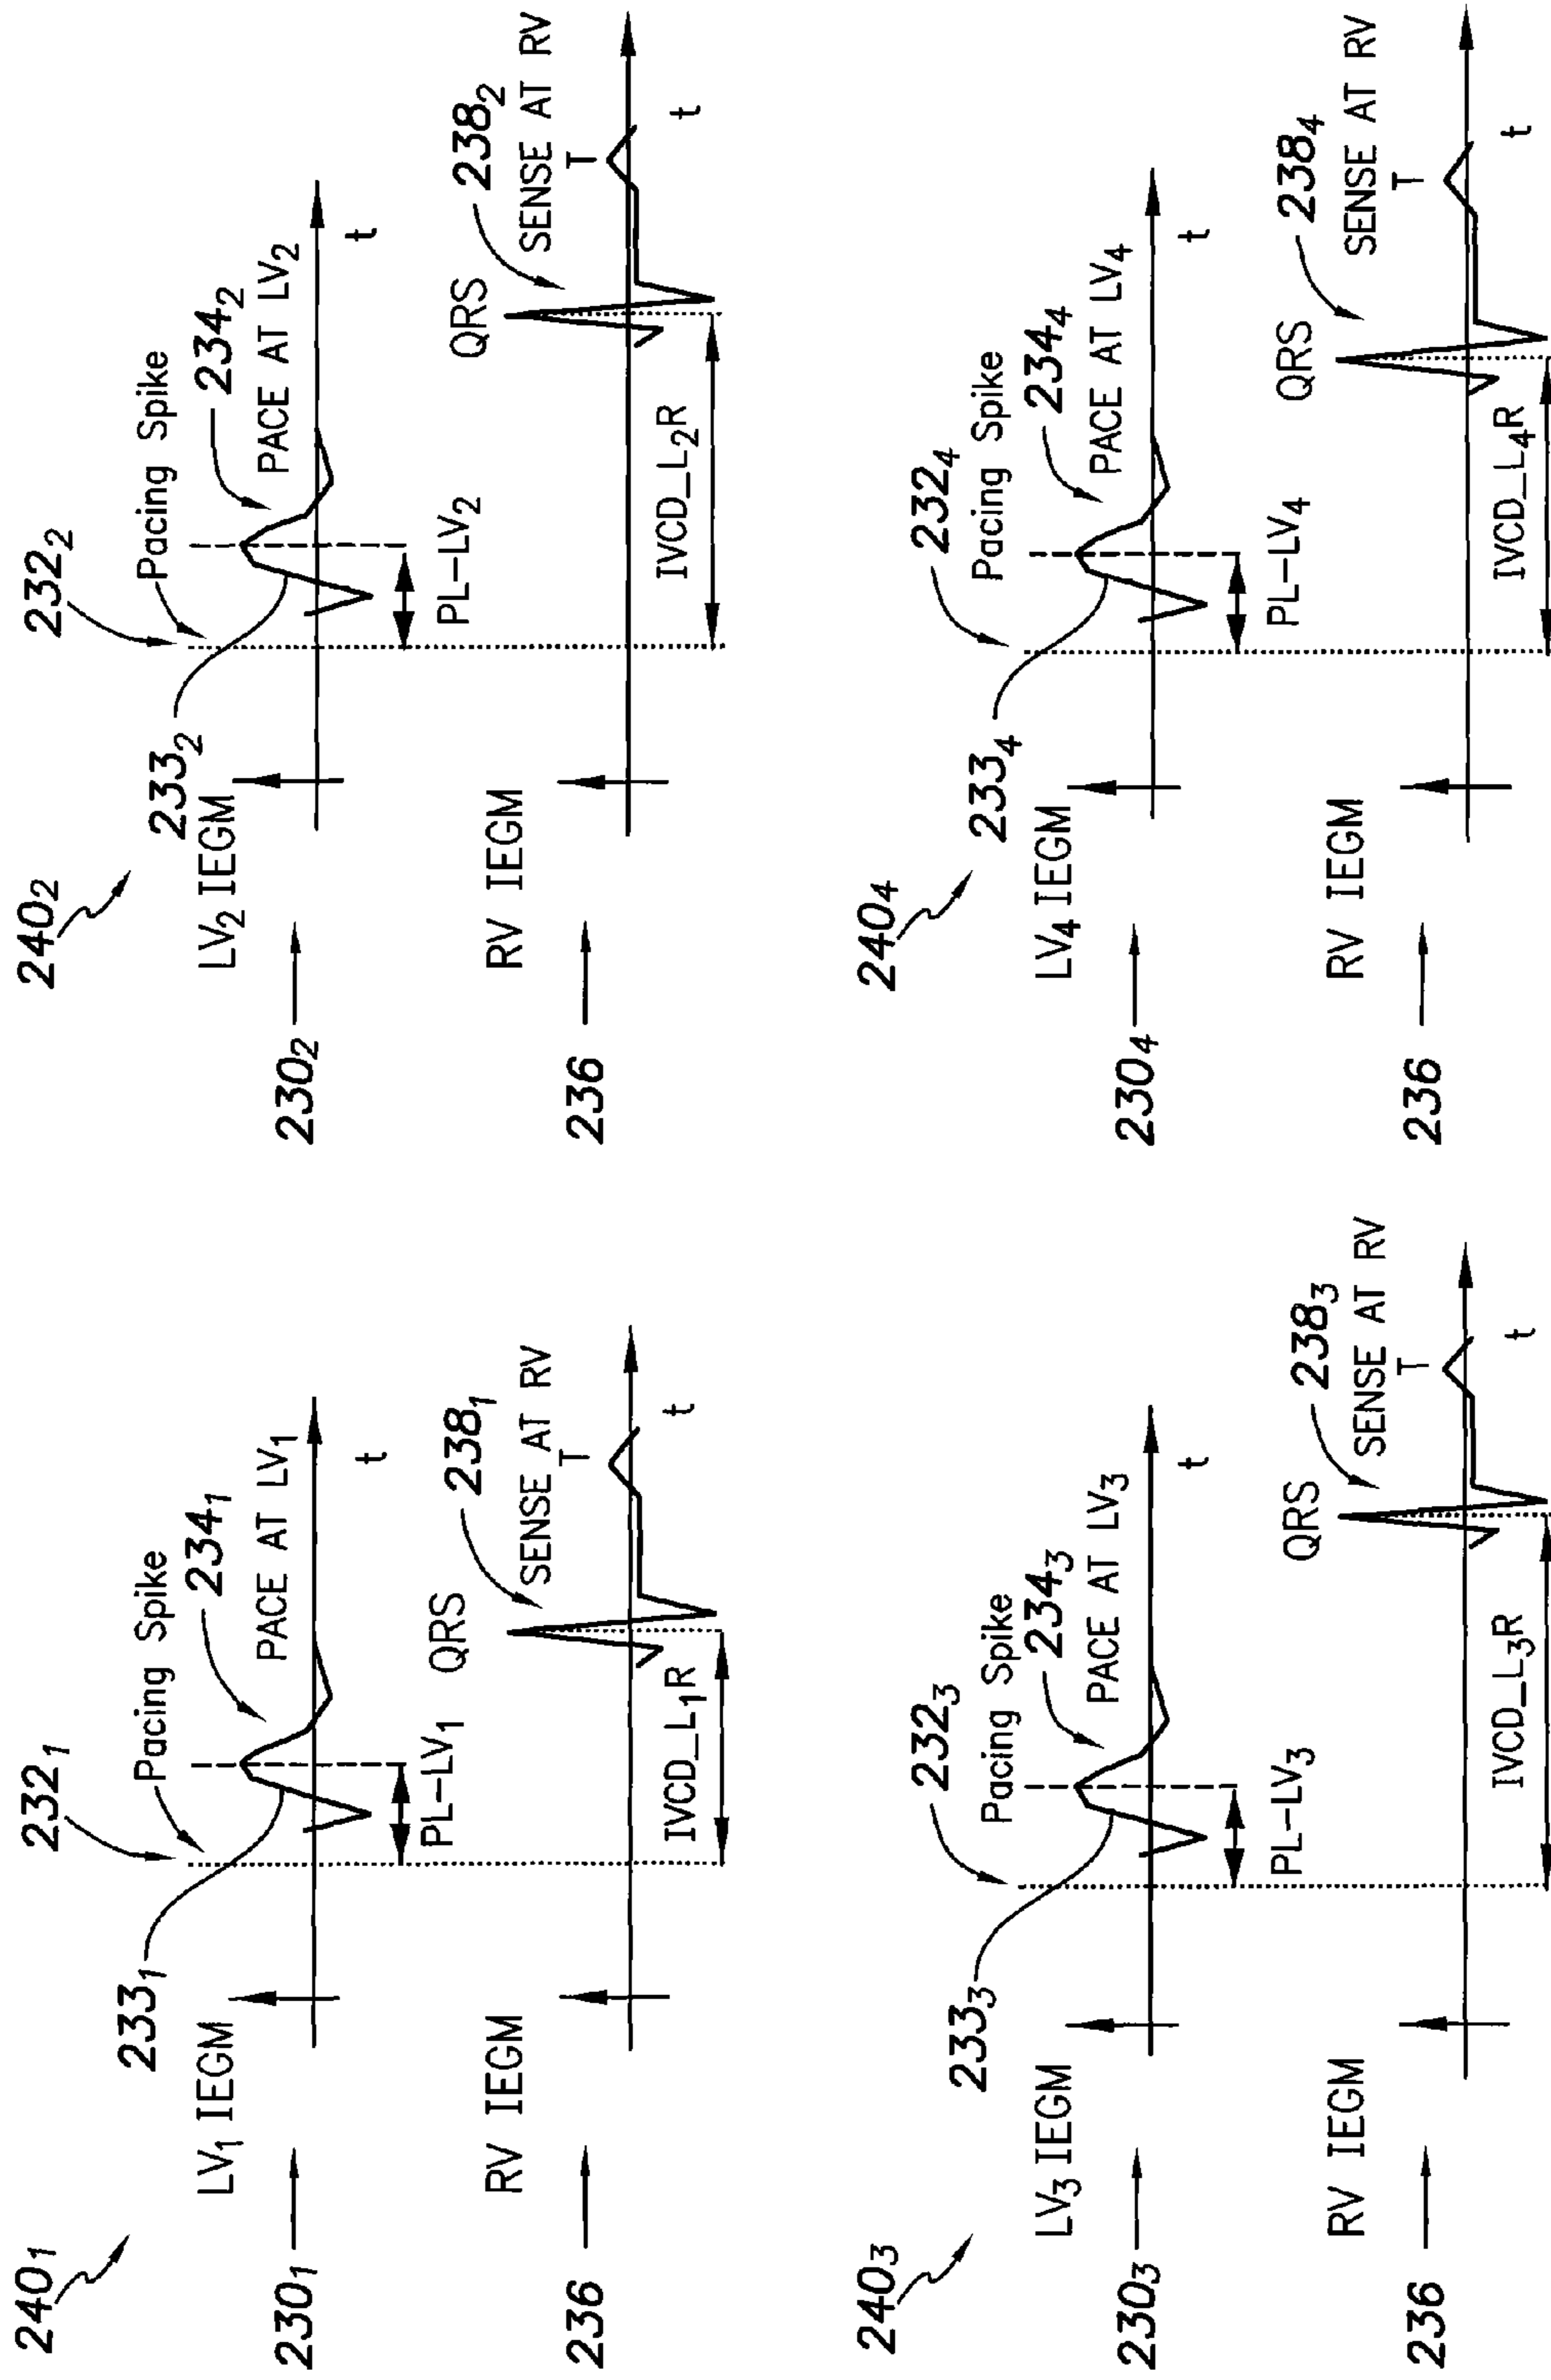 240₁
232₁
233₁
Pacing Spike
234₁
LV₁ IEGM
PACE AT LV₁
230₁
t
PL–LV₁
QRS
238₁
RV IEGM
SENSE AT RV
T
236
IVCD_L₁R
t
240₂
232₂
233₂
Pacing Spike
234₂
LV₂ IEGM
PACE AT LV₂
230₂
t
PL–LV₂
QRS
238₂
RV IEGM
SENSE AT RV
T
236
IVCD_L₂R
t
240₃
232₃
233₃
Pacing Spike
234₃
LV₃ IEGM
PACE AT LV₃
230₃
t
PL–LV₃
QRS
238₃
RV IEGM
SENSE AT RV
T
236
IVCD_L₃R
t
240₄
232₄
233₄
Pacing Spike
234₄
LV₄ IEGM
PACE AT LV₄
230₄
t
PL–LV₄
QRS
238₄
RV IEGM
SENSE AT RV
T
236
IVCD_L₄R
t